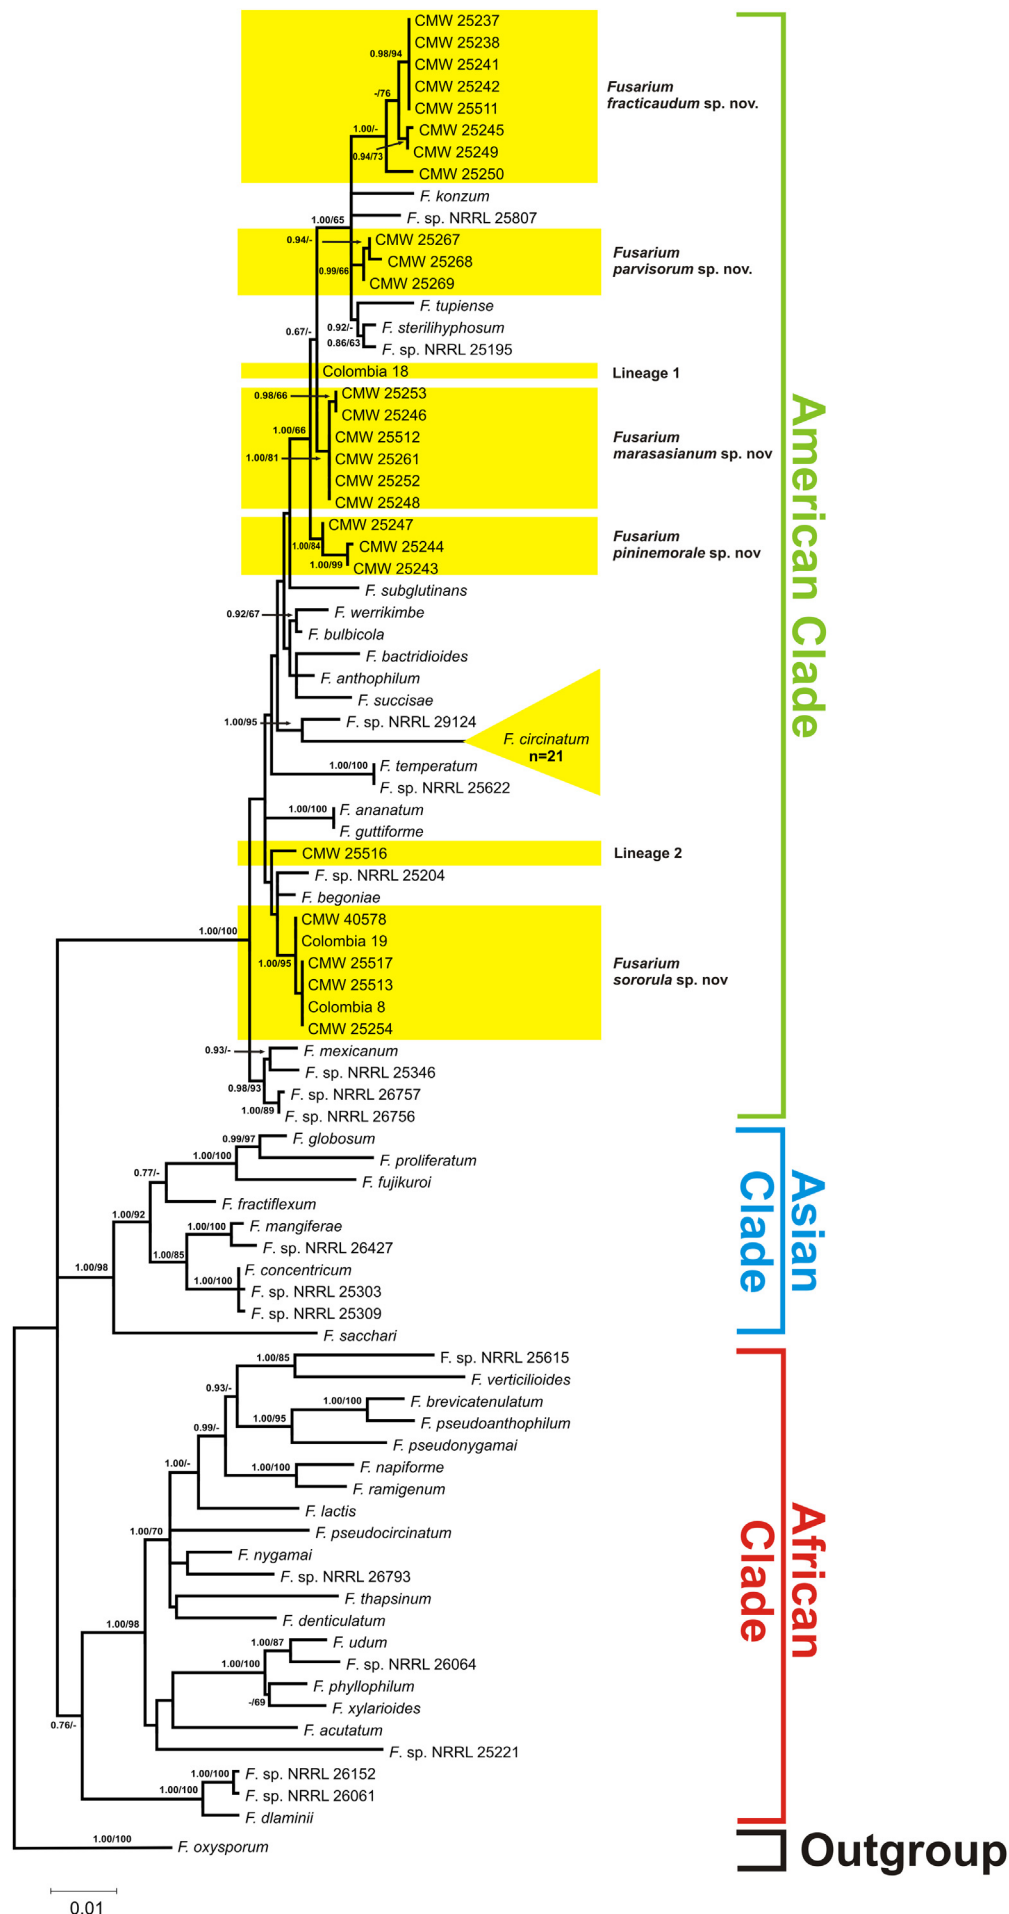 CMW 25237
CMW 25238
0.98/94
CMW 25241
-/76
CMW 25242
Fusarium
fracticaudum sp. nov.
CMW 25511
1.00/-
CMW 25245
0.94/73
CMW 25249
CMW 25250
F. konzum
1.00/65
F. sp. NRRL 25807
0.94/-
CMW 25267
Fusarium
parvisorum sp. nov.
CMW 25268
0.99/66
CMW 25269
F. tupiense
0.92/-
F. sterilihyphosum
0.67/-
0.86/63
F. sp. NRRL 25195
Colombia 18
Lineage 1
0.98/66
CMW 25253
CMW 25246
1.00/66
CMW 25512
Fusarium
marasasianum sp. nov
1.00/81
CMW 25261
CMW 25252
CMW 25248
CMW 25247
Fusarium
pininemorale sp. nov
1.00/84
CMW 25244
1.00/99
CMW 25243
F. subglutinans
0.92/67
F. werrikimbe
F. bulbicola
F. bactridioides
F. anthophilum
F. succisae
1.00/95
F. sp. NRRL 29124
F. circinatum
n=21
1.00/100
F. temperatum
F. sp. NRRL 25622
1.00/100
F. ananatum
F. guttiforme
CMW 25516
Lineage 2
F. sp. NRRL 25204
F. begoniae
CMW 40578
1.00/100
Colombia 19
1.00/95
CMW 25517
Fusarium
sororula sp. nov
CMW 25513
Colombia 8
CMW 25254
0.93/-
F. mexicanum
F. sp. NRRL 25346
0.98/93
F. sp. NRRL 26757
1.00/89
F. sp. NRRL 26756
American Clade
0.99/97
F. globosum
1.00/100
F. proliferatum
0.77/-
F. fujikuroi
F. fractiflexum
1.00/92
1.00/100
F. mangiferae
1.00/85
F. sp. NRRL 26427
1.00/98
F. concentricum
1.00/100
F. sp. NRRL 25303
F. sp. NRRL 25309
F. sacchari
Asian
Clade
1.00/85
F. sp. NRRL 25615
F. verticilioides
0.93/-
1.00/100
F. brevicatenulatum
1.00/95
F. pseudoanthophilum
0.99/-
F. pseudonygamai
1.00/-
1.00/100
F. napiforme
F. ramigenum
F. lactis
1.00/70
F. pseudocircinatum
F. nygamai
F. sp. NRRL 26793
F. thapsinum
1.00/98
F. denticulatum
1.00/87
F. udum
1.00/100
F. sp. NRRL 26064
F. phyllophilum
-/69
F. xylarioides
0.76/-
F. acutatum
F. sp. NRRL 25221
1.00/100
F. sp. NRRL 26152
1.00/100
F. sp. NRRL 26061
F. dlaminii
African
Clade
1.00/100
F. oxysporum
Outgroup
0.01